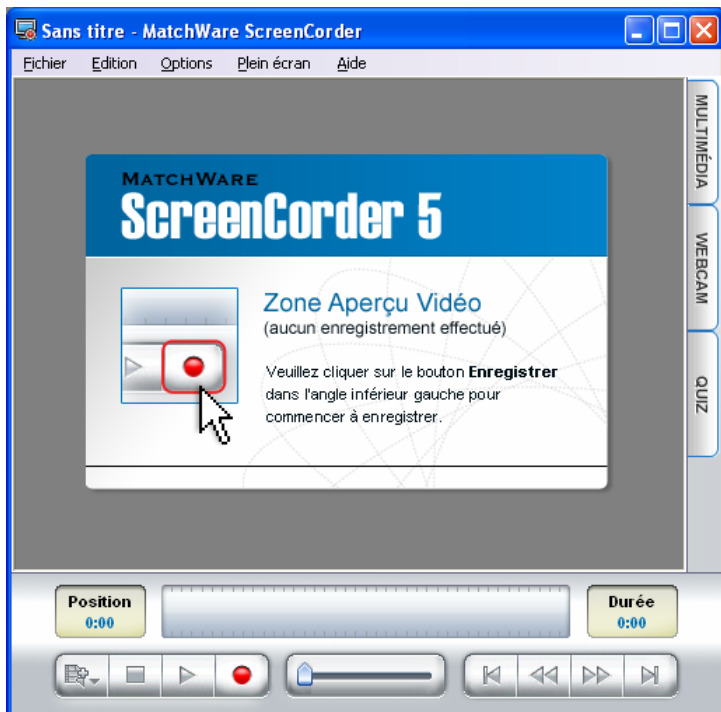 Sans titre - MatchWare ScreenCorder
Fichier Edition Options Plein écran Aide
MATCHWARE
ScreenCorder 5
Zone Aperçu Vidéo
(aucun enregistrement effectué)
Veuillez cliquer sur le bouton Enregistrer
dans l'angle inférieur gauche pour
commencer à enregistrer.
MULTIMÉDIA
WEBCAM
QUIZ
Position
0:00
Durée
0:00